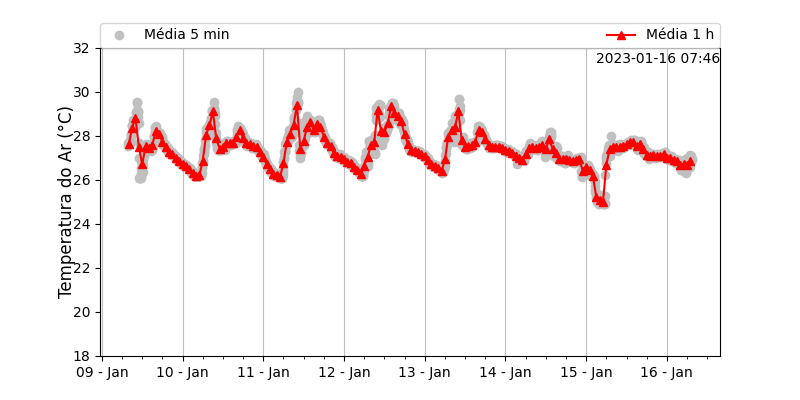 Média 5 min
Média 1 h
2023-01-16 07:46
Temperatura do Ar (°C)
32
30
28
26
24
22
20
18
09 - Jan
10 - Jan
11 - Jan
12 - Jan
13 - Jan
14 - Jan
15 - Jan
16 - Jan